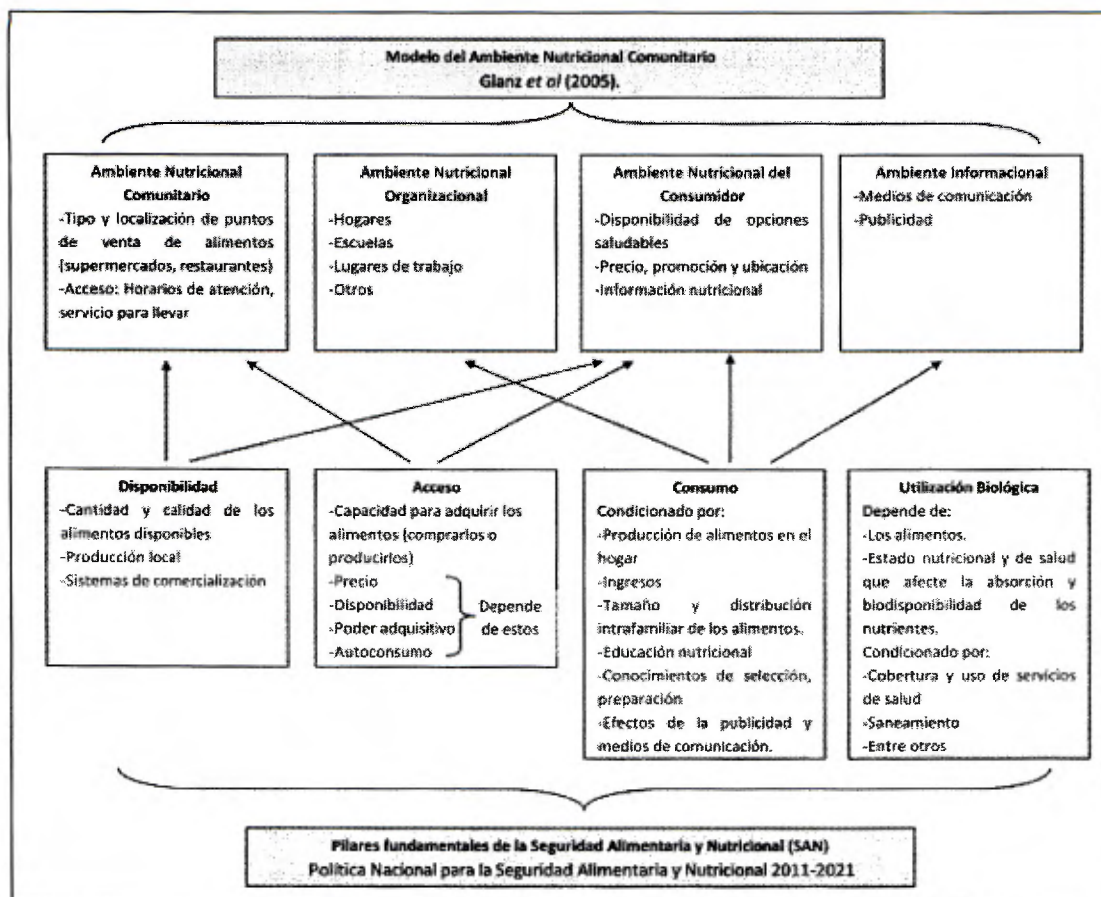 Modelo del Ambiente Nutricional Comunitario
Glanz et al (2005).
Ambiente Nutricional
Comunitario
-Tipo y localización de puntos
de venta de alimentos
(supermercados, restaurantes)
-Acceso: Horarios de atención,
servicio para llevar
Ambiente Nutricional
Organizacional
-Hogares
-Escuelas
-Lugares de trabajo
-Otros
Ambiente Nutricional del
Consumidor
-Disponibilidad de opciones
saludables
-Precio, promoción y ubicación
-Información nutricional
Ambiente Informacional
-Medios de comunicación
-Publicidad
Disponibilidad
-Cantidad y calidad de los
alimentos disponibles
-Producción local
-Sistemas de comercialización
Acceso
-Capacidad para adquirir los
alimentos (comprarlos o
producirlos)
-Precio
-Disponibilidad
-Poder adquisitivo
-Autoconsumo
Depende
de estos
Consumo
Condicionado por:
-Producción de alimentos en el
hogar
-Ingresos
-Tamaño y distribución
intrafamiliar de los alimentos.
-Educación nutricional
-Conocimientos de selección,
preparación
-Efectos de la publicidad y
medios de comunicación.
Utilización Biológica
Depende de:
-Los alimentos.
-Estado nutricional y de salud
que afecte la absorción y
biodisponibilidad de los
nutrientes.
Condicionado por:
-Cobertura y uso de servicios
de salud
-Saneamiento
-Entre otros
Pilares fundamentales de la Seguridad Alimentaria y Nutricional (SAN)
Política Nacional para la Seguridad Alimentaria y Nutricional 2011-2021